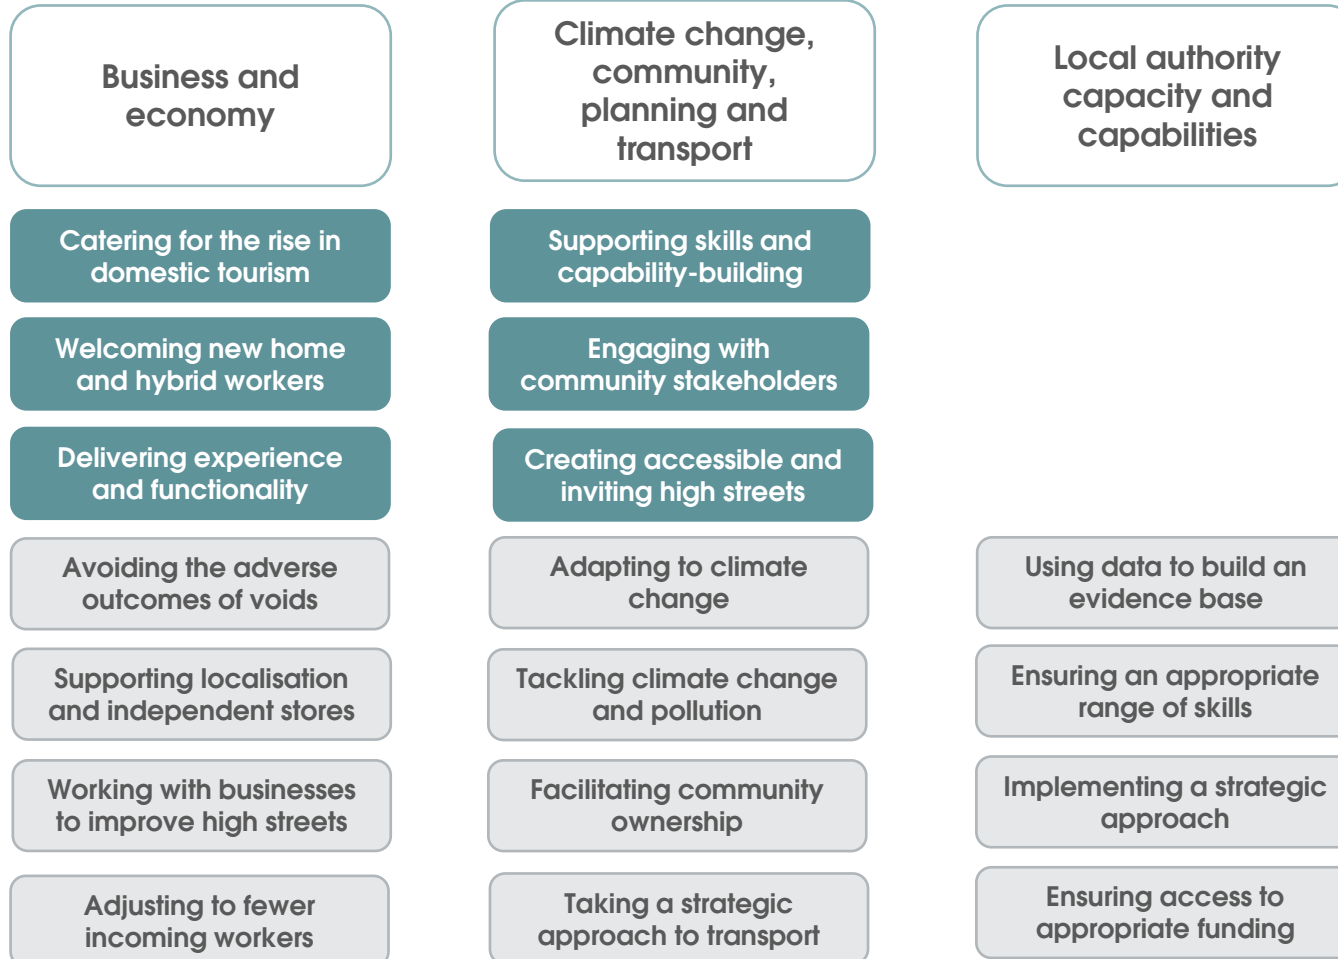 Business and
economy
Climate change,
community,
planning and
transport
Local authority
capacity and
capabilities
Catering for the rise in
domestic tourism
Supporting skills and
capability-building
Welcoming new home
and hybrid workers
Engaging with
community stakeholders
Delivering experience
and functionality
Creating accessible and
inviting high streets
Avoiding the adverse
outcomes of voids
Adapting to climate
change
Using data to build an
evidence base
Supporting localisation
and independent stores
Tackling climate change
and pollution
Ensuring an appropriate
range of skills
Working with businesses
to improve high streets
Facilitating community
ownership
Implementing a strategic
approach
Adjusting to fewer
incoming workers
Taking a strategic
approach to transport
Ensuring access to
appropriate funding